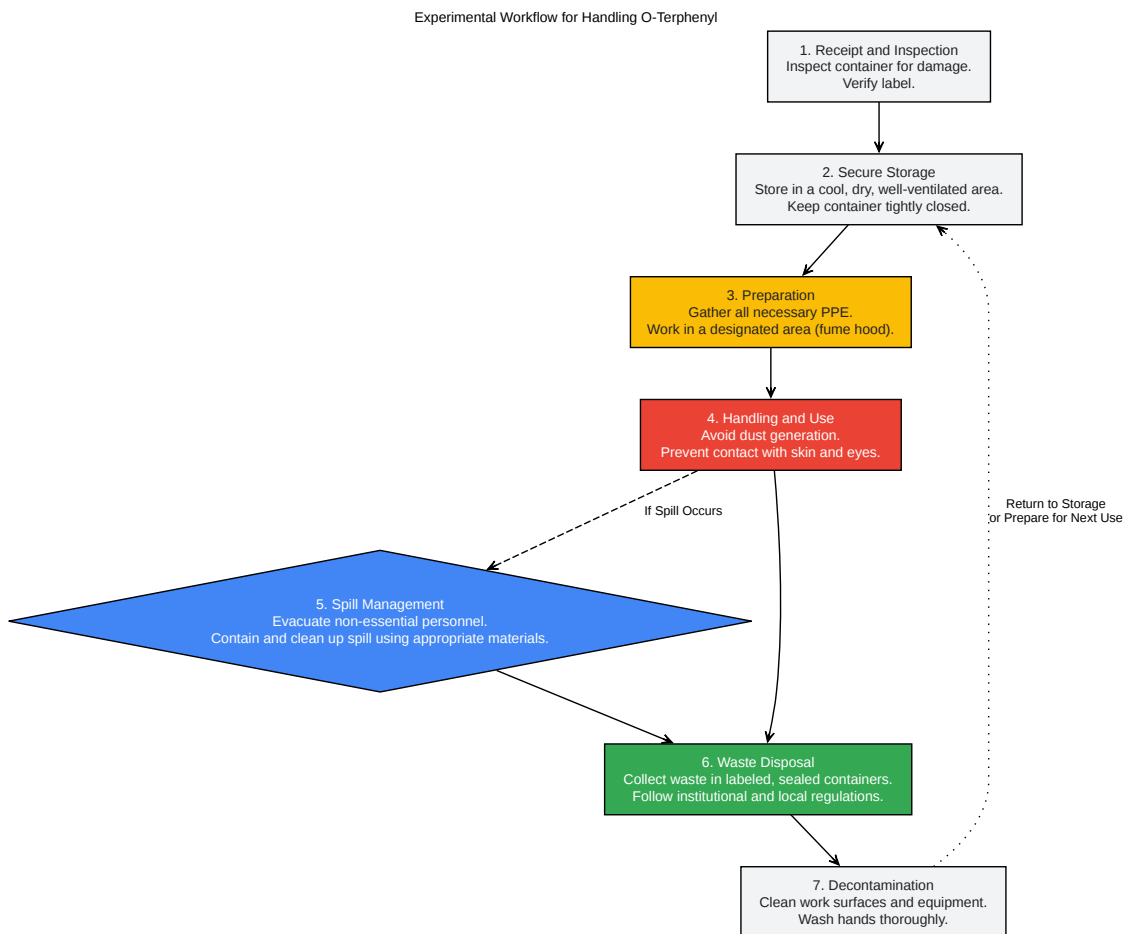 Experimental Workflow for Handling O-Terphenyl
1. Receipt and Inspection
Inspect container for damage.
Verify label.
2. Secure Storage
Store in a cool, dry, well-ventilated area.
Keep container tightly closed.
3. Preparation
Gather all necessary PPE.
Work in a designated area (fume hood).
4. Handling and Use
Avoid dust generation.
Prevent contact with skin and eyes.
If Spill Occurs
Return to Storage
or Prepare for Next Use
5. Spill Management
Evacuate non-essential personnel.
Contain and clean up spill using appropriate materials.
6. Waste Disposal
Collect waste in labeled, sealed containers.
Follow institutional and local regulations.
7. Decontamination
Clean work surfaces and equipment.
Wash hands thoroughly.